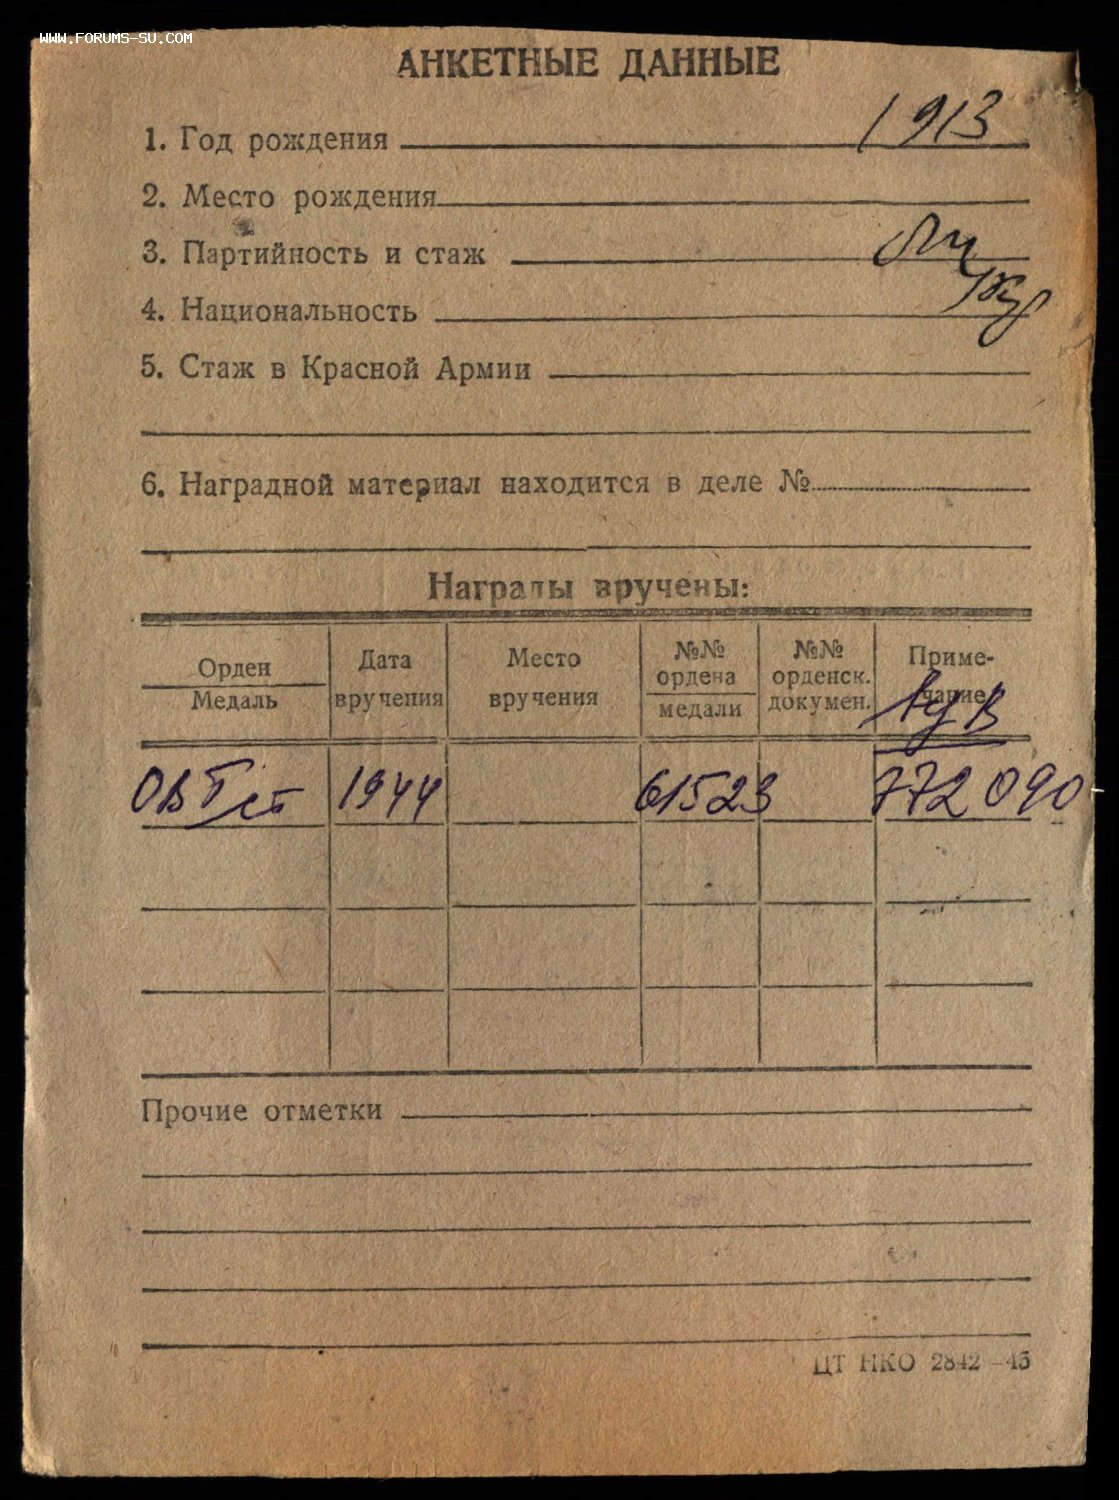 WWW.FORUMS-SU.COM
АНКЕТНЫЕ ДАННЫЕ
1. Год рождения 1913
2. Место рождения
3. Партийность и стаж
4. Национальность
5. Стаж в Красной Армии
6. Наградной материал находится в деле №
Награды вручены:
Орден
Медаль
Дата
вручения
Место
вручения
№№
ордена
медали
№№
орденск.
докумен.
Приме-
чание
ОВ I ст 1944 61523 772090
Прочие отметки
ЦТ НКО 2842—45